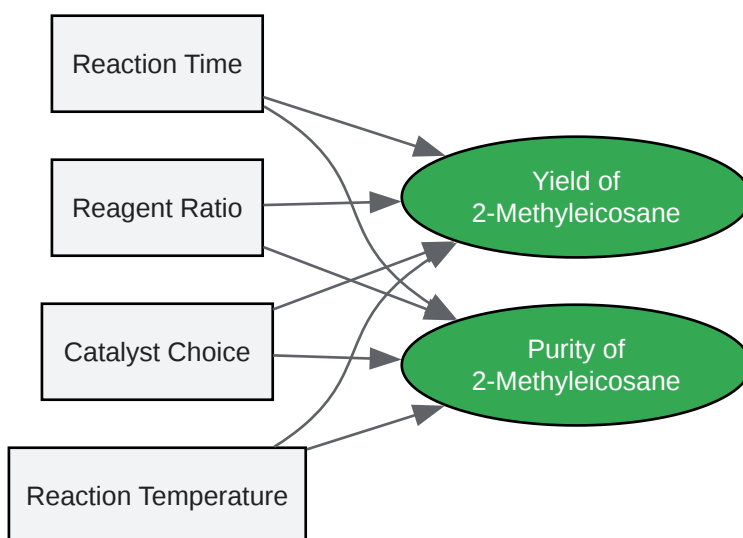 Reaction Time
Reagent Ratio
Catalyst Choice
Reaction Temperature
Yield of
2-Methyleicosane
Purity of
2-Methyleicosane